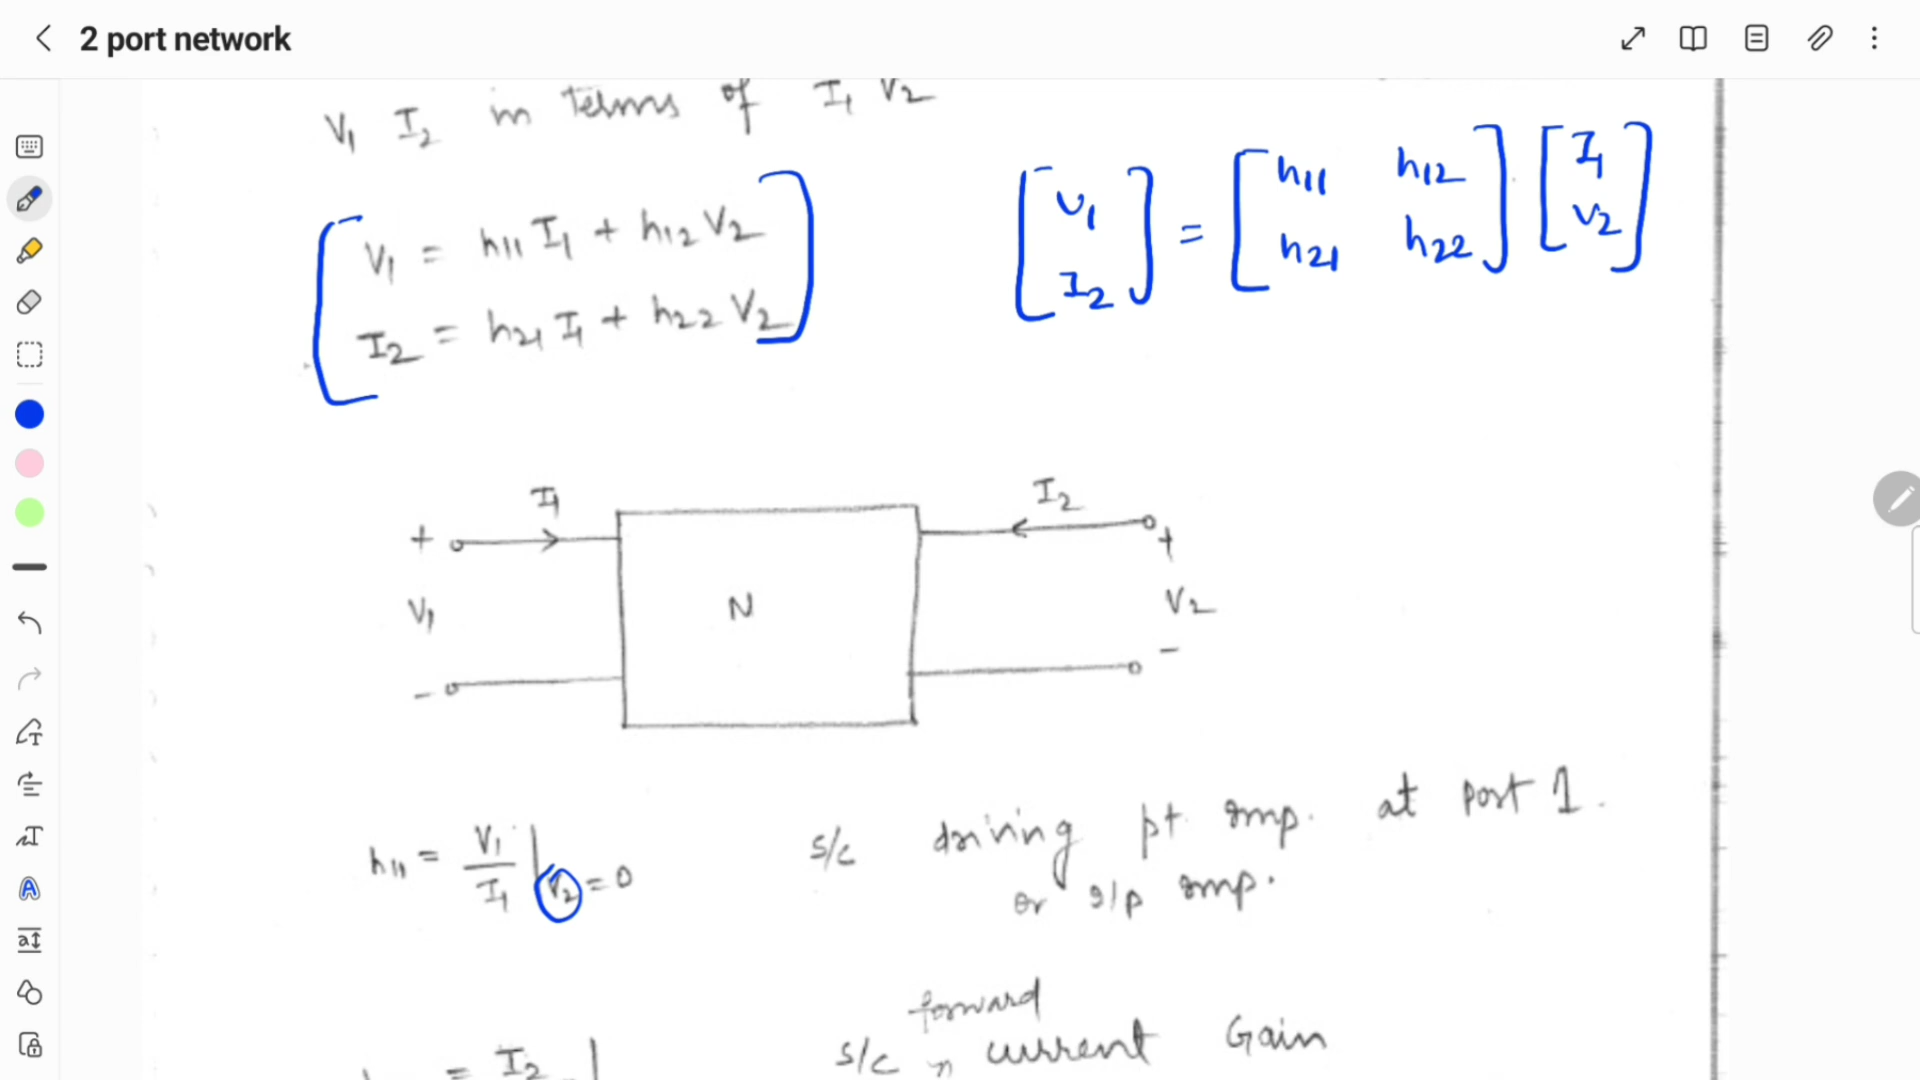 2 port network
V1 I2 in terms of I1 V2
V1 = h11 I1 + h12 V2
I2 = h21 I1 + h22 V2
[V1 I2] = [h11 h12 h21 h22] [I1 V2]
I1
I2
+
+
V1
N
V2
-
-
h11 = V1/I1 | V2 = 0
s/c driving pt. imp. at port 1.
or i/p imp.
forward
= I2 |
s/c current Gain